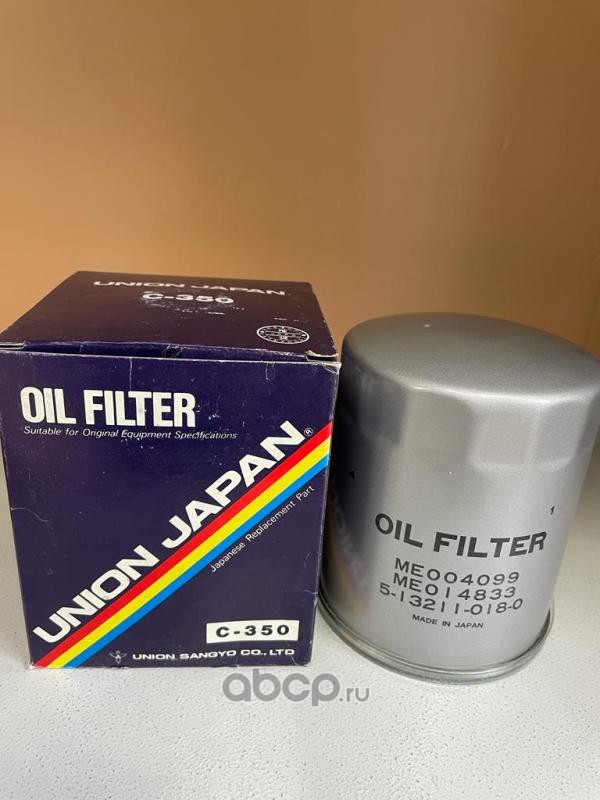 UNION JAPAN
C-350
OIL FILTER
Suitable for Original Equipment Specifications
UNION JAPAN®
Japanese Replacement Part
C-350
UNION SANGYO CO., LTD
1
OIL FILTER
ME004099
ME014833
5-13211-018-0
MADE IN JAPAN
abcp.ru